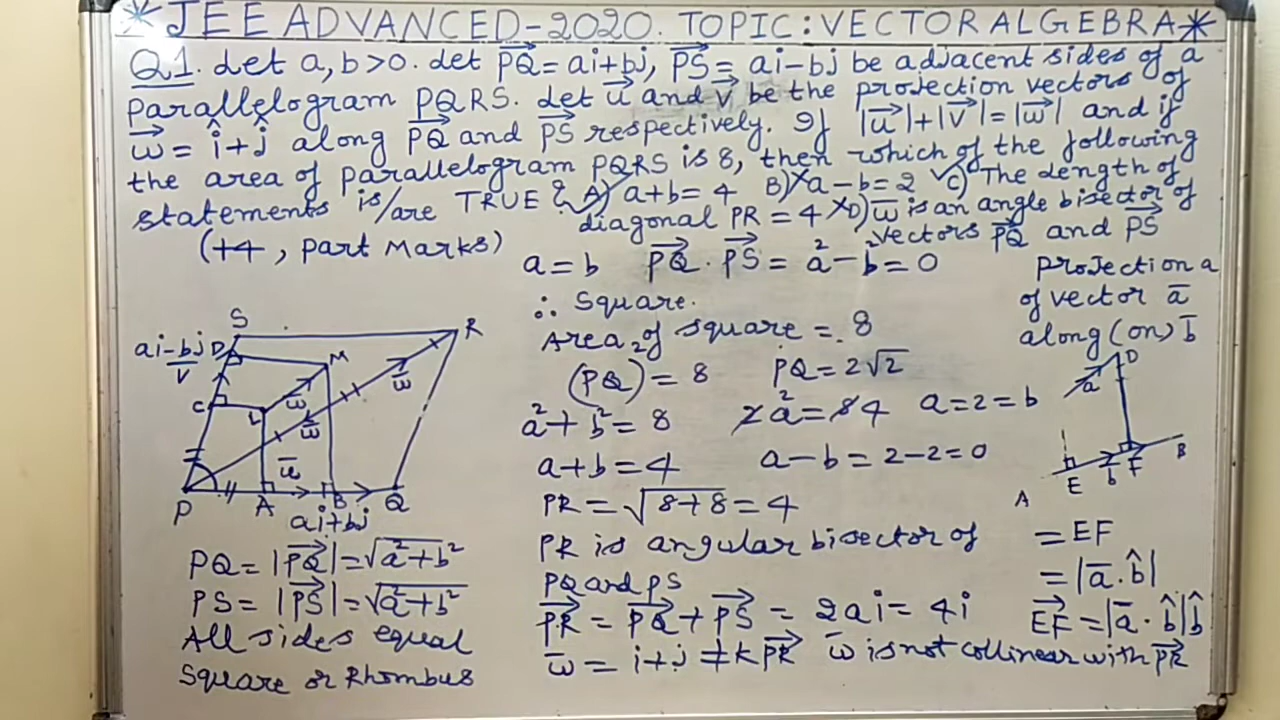 *JEE ADVANCED-2020. TOPIC: VECTOR ALGEBRA*
Q1. Let a, b >0. Let PQ⃗ = ai+bj, PS⃗ = ai-bj be adjacent sides of a
parallelogram PQRS. Let u⃗ and v⃗ be the projection vectors of
w⃗ = î+ĵ along PQ⃗ and PS⃗ respectively. If |u⃗|+|v⃗|=|w⃗| and if
the area of parallelogram PQRS is 8, then which of the following
statements is/are TRUE? ✓A) a+b=4 B)× a-b=2 ✓C) The length of
diagonal PR = 4 ×D) w̄ is an angle bisector of
(+4, part Marks) vectors PQ⃗ and PS⃗
a=b PQ⃗ . PS⃗ = a²-b²=0
∴ Square.
Area of square = 8
(PQ)² = 8 PQ=2√2
a²+b²=8 2a²=8 4 a=2=b
a+b=4 a-b=2-2=0
PR=√8+8=4
PR is angular bisector of
PQ and PS
PR⃗ = PQ⃗+PS⃗ = 2ai=4i
w̄ = i+j ≠ k PR⃗ w̄ is not collinear with PR⃗
S
R
ai-bj
D
M
v
C
L
w̄
w̄
w̄
ū
P
A
B
Q
ai+bj
PQ= |PQ⃗|=√a²+b²
PS= |PS⃗|=√a²+b²
All sides equal
Square or Rhombus
projection a
of vector ā
along (on) b̄
D
ā
B
E
b̄
F
A
= EF
= |ā.b̂|
EF⃗ = |ā.b̂|b̂